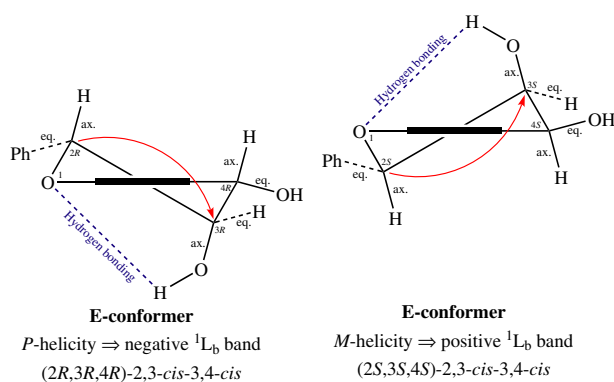 H
O
Hydrogen bonding
ax.
3S
eq.
H
O
1
4S
OH
eq.
Ph
eq.
2S
ax.
ax.
H
H
H
H
ax.
eq.
2R
Ph
O
1
ax.
eq.
4R
OH
3R
H
eq.
ax.
Hydrogen bonding
O
H
E-conformer
P-helicity ⇒ negative ¹Lb band
(2R,3R,4R)-2,3-cis-3,4-cis
E-conformer
M-helicity ⇒ positive ¹Lb band
(2S,3S,4S)-2,3-cis-3,4-cis